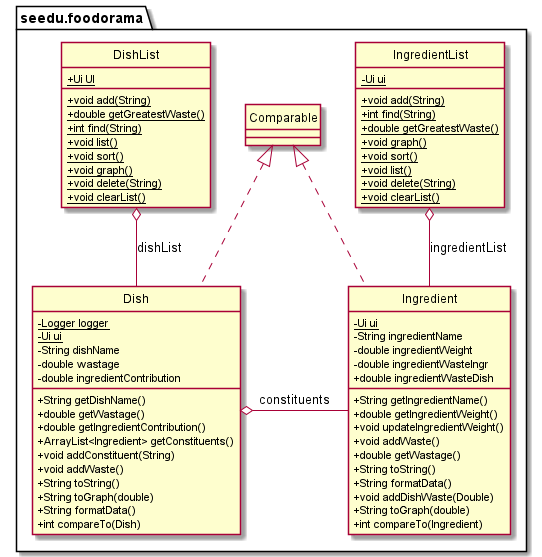 seedu.foodorama
DishList
+Ui UI
+void add(String)
+double getGreatestWaste()
+int find(String)
+void list()
+void sort()
+void graph()
+void delete(String)
+void clearList()
IngredientList
-Ui ui
+void add(String)
+int find(String)
+double getGreatestWaste()
+void graph()
+void sort()
+void list()
+void delete(String)
+void clearList()
Comparable
dishList
ingredientList
Dish
-Logger logger
-Ui ui
-String dishName
-double wastage
-double ingredientContribution
+String getDishName()
+double getWastage()
+double getIngredientContribution()
+ArrayList<Ingredient> getConstituents()
+void addConstituent(String)
+void addWaste()
+String toString()
+String toGraph(double)
+String formatData()
+int compareTo(Dish)
constituents
Ingredient
-Ui ui
-String ingredientName
-double ingredientWeight
-double ingredientWasteIngr
+double ingredientWasteDish
+String getIngredientName()
+double getIngredientWeight()
+void updateIngredientWeight()
+void addWaste()
+double getWastage()
+String toString()
+String formatData()
+void addDishWaste(Double)
+String toGraph(double)
+int compareTo(Ingredient)